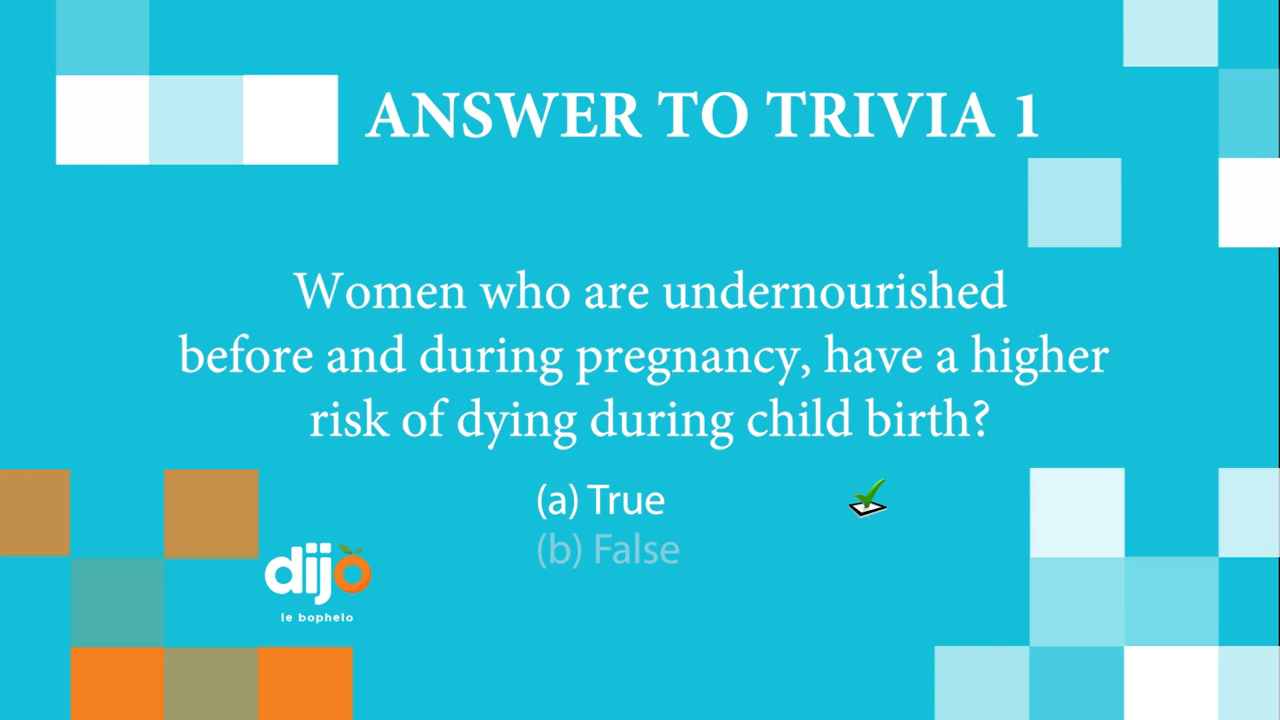 ANSWER TO TRIVIA 1
Women who are undernourished
before and during pregnancy, have a higher
risk of dying during child birth?
(a) True
(b) False
dijo
le bophelo